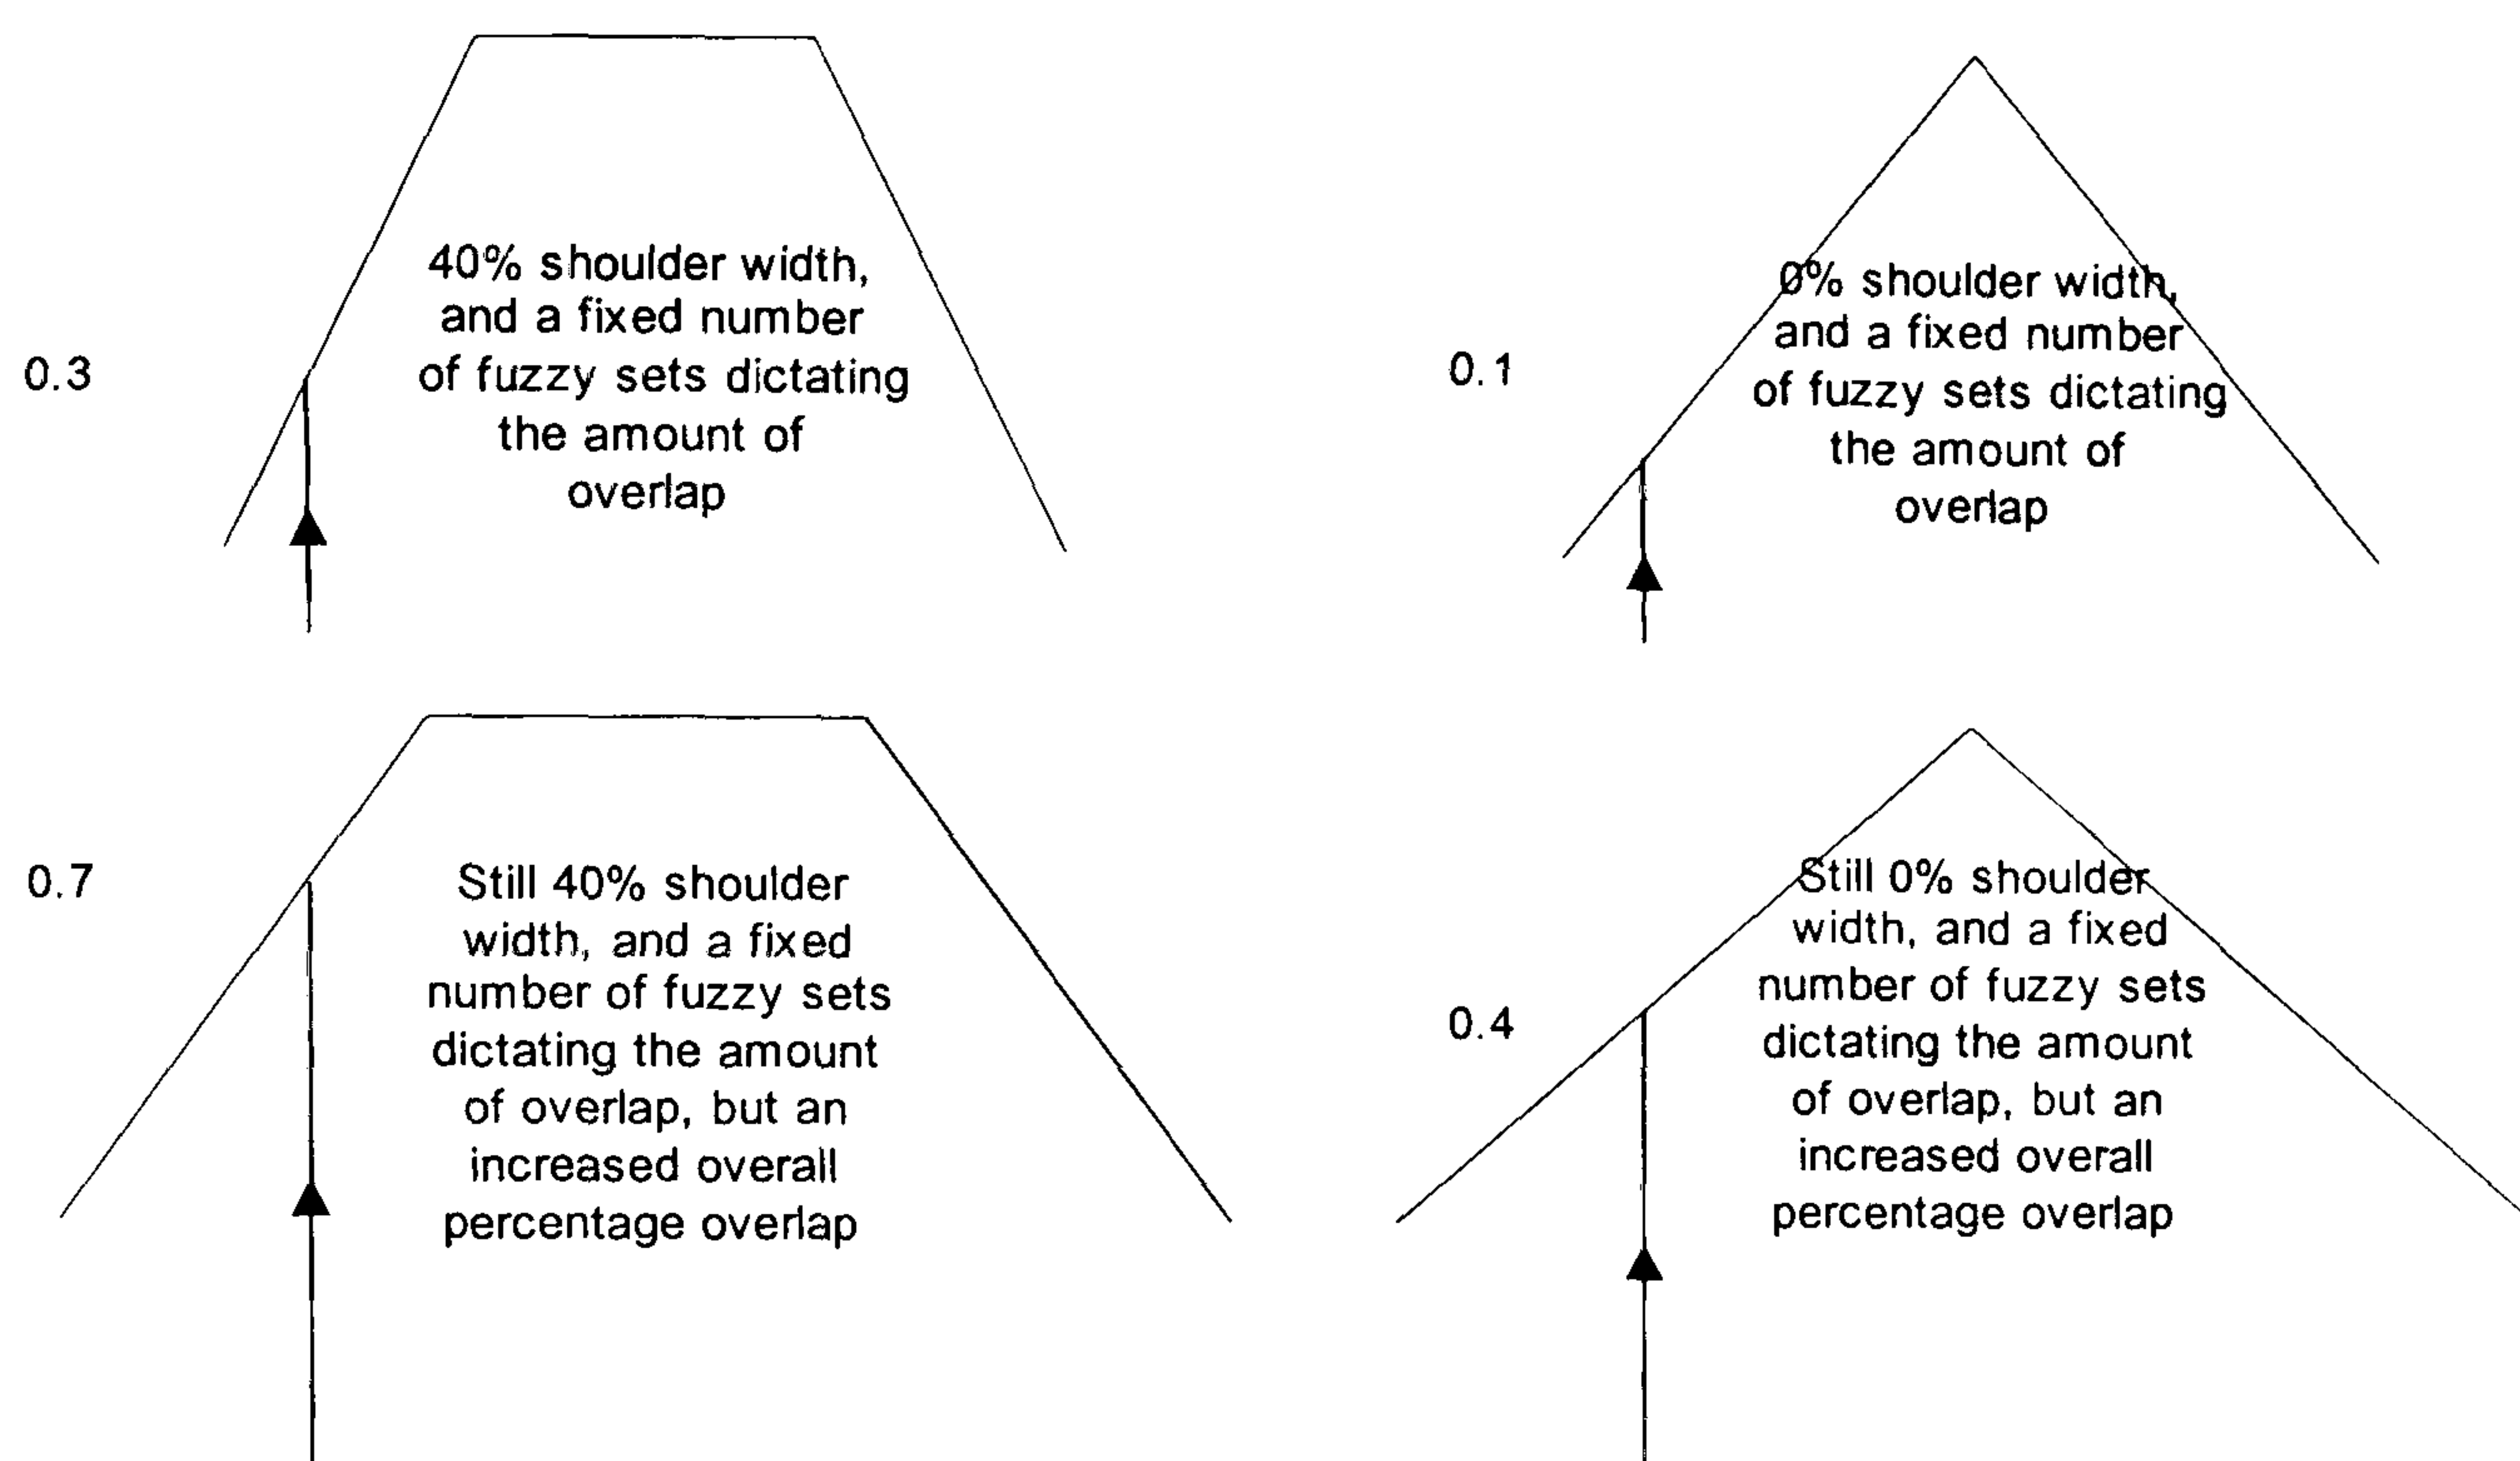 40% shoulder width,
and a fixed number
0.3
of fuzzy sets dictating
the amount of
overlap
0% shoulder width,
and a fixed number
0.1
of fuzzy sets dictating
the amount of
overlap
0.7
Still 40% shoulder
width, and a fixed
number of fuzzy sets
dictating the amount
of overlap, but an
increased overall
percentage overlap
Still 0% shoulder
width, and a fixed
number of fuzzy sets
0.4
dictating the amount
of overlap, but an
increased overall
percentage overlap